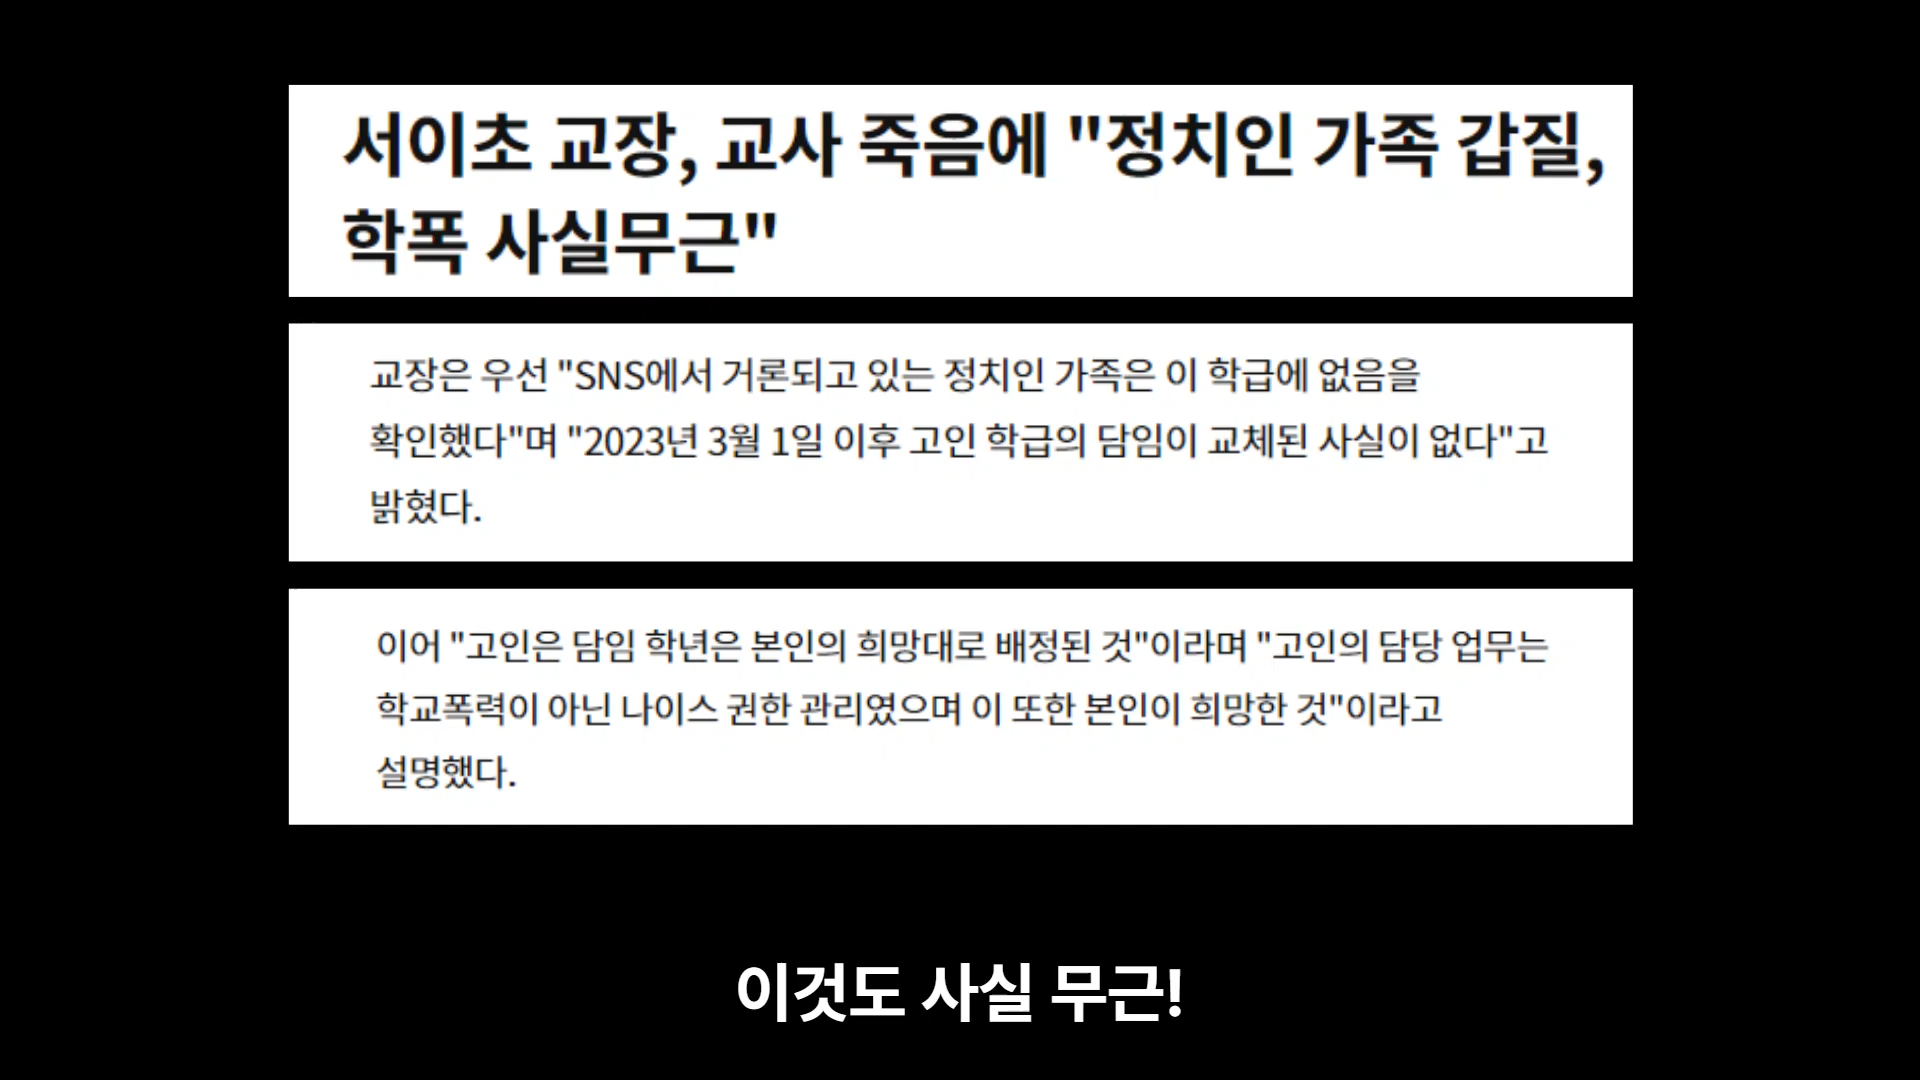 서이초 교장, 교사 죽음에 "정치인 가족 갑질,
학폭 사실무근"
교장은 우선 "SNS에서 거론되고 있는 정치인 가족은 이 학급에 없음을
확인했다"며 "2023년 3월 1일 이후 고인 학급의 담임이 교체된 사실이 없다"고
밝혔다.
이어 "고인은 담임 학년은 본인의 희망대로 배정된 것"이라며 "고인의 담당 업무는
학교폭력이 아닌 나이스 권한 관리였으며 이 또한 본인이 희망한 것"이라고
설명했다.
이것도 사실 무근!